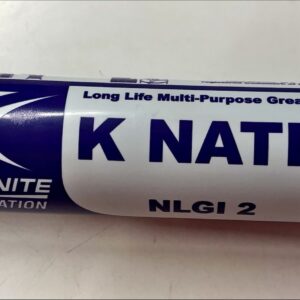 Long Life Multi-Purpose Grea
K NATE
NLGI 2
NITE
ATION